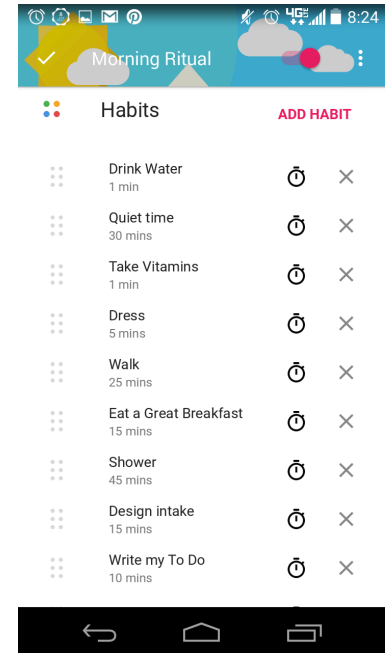 4G 8:24
Morning Ritual
Habits ADD HABIT
Drink Water
1 min
Quiet time
30 mins
Take Vitamins
1 min
Dress
5 mins
Walk
25 mins
Eat a Great Breakfast
15 mins
Shower
45 mins
Design intake
15 mins
Write my To Do
10 mins